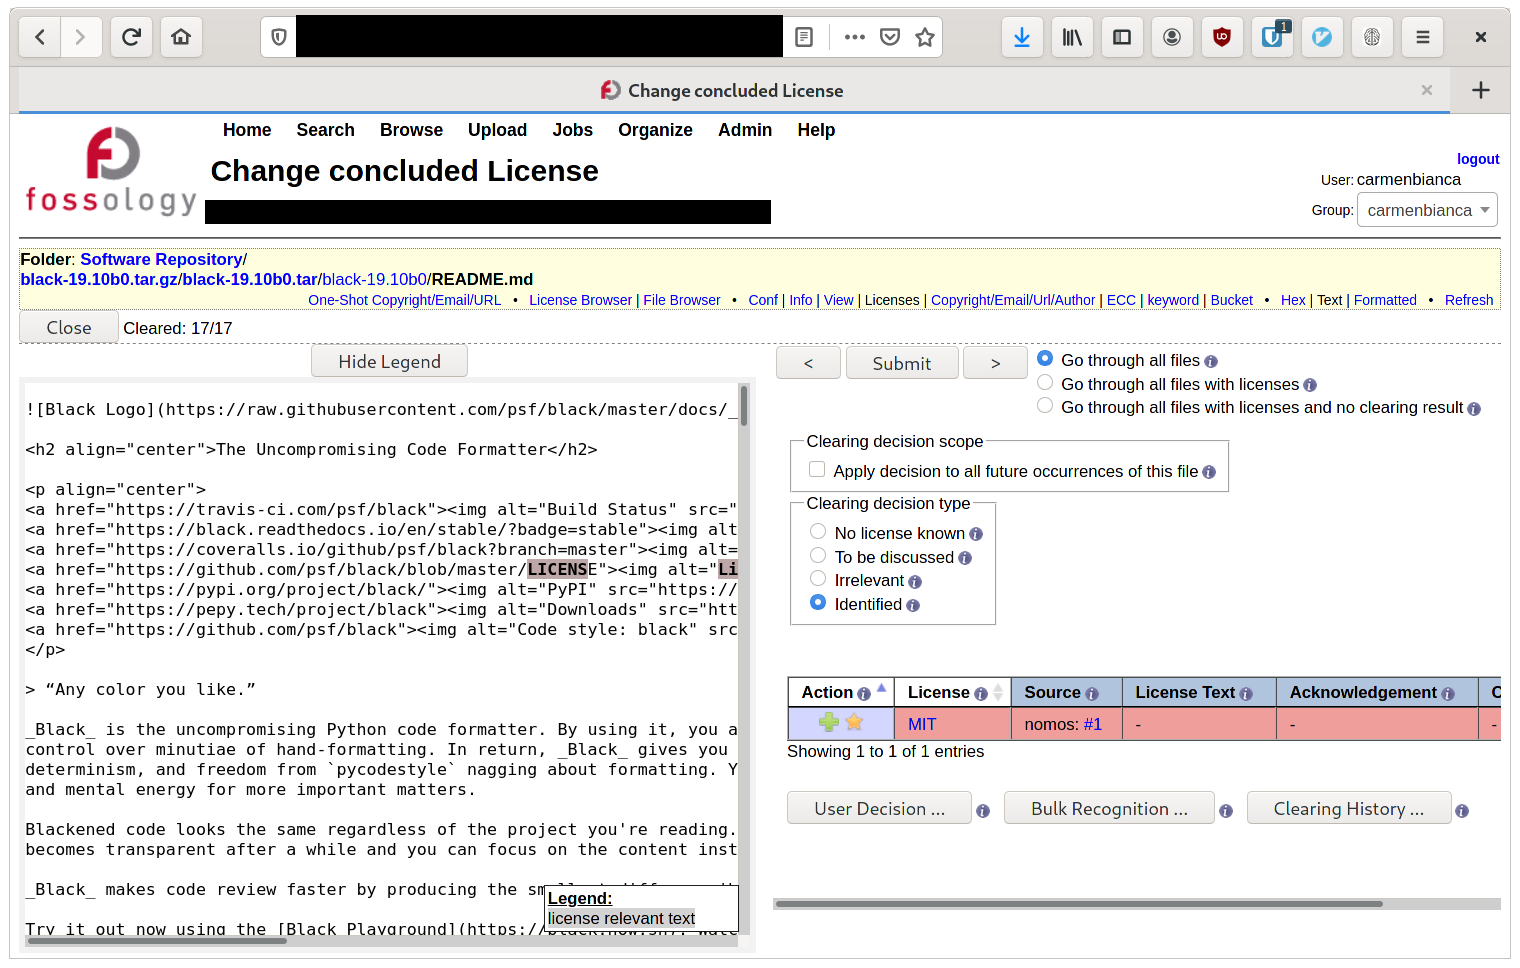 1
Change concluded License
Home Search Browse Upload Jobs Organize Admin Help
fossology
Change concluded License
logout
User: carmenbianca
Group: carmenbianca
Folder: Software Repository/
black-19.10b0.tar.gz/black-19.10b0.tar/black-19.10b0/README.md
One-Shot Copyright/Email/URL • License Browser | File Browser • Conf | Info | View | Licenses | Copyright/Email/Url/Author | ECC | keyword | Bucket • Hex | Text | Formatted • Refresh
Close Cleared: 17/17
Hide Legend
![Black Logo](https://raw.githubusercontent.com/psf/black/master/docs/_
<h2 align="center">The Uncompromising Code Formatter</h2>
<p align="center">
<a href="https://travis-ci.com/psf/black"><img alt="Build Status" src="
<a href="https://black.readthedocs.io/en/stable/?badge=stable"><img alt
<a href="https://coveralls.io/github/psf/black?branch=master"><img alt=
<a href="https://github.com/psf/black/blob/master/LICENSE"><img alt="Li
<a href="https://pypi.org/project/black/"><img alt="PyPI" src="https://
<a href="https://pepy.tech/project/black"><img alt="Downloads" src="htt
<a href="https://github.com/psf/black"><img alt="Code style: black" src
</p>
> “Any color you like.”
_Black_ is the uncompromising Python code formatter. By using it, you a
control over minutiae of hand-formatting. In return, _Black_ gives you
determinism, and freedom from `pycodestyle` nagging about formatting. Y
and mental energy for more important matters.
Blackened code looks the same regardless of the project you're reading.
becomes transparent after a while and you can focus on the content inst
_Black_ makes code review faster by producing the
Try it out now using the [Black Playground](https://
Legend:
license relevant text
< Submit >
Go through all files
Go through all files with licenses
Go through all files with licenses and no clearing result
Clearing decision scope
Apply decision to all future occurrences of this file
Clearing decision type
No license known
To be discussed
Irrelevant
Identified
Action License Source License Text Acknowledgement C
MIT nomos: #1 - - -
Showing 1 to 1 of 1 entries
User Decision ... Bulk Recognition ... Clearing History ...